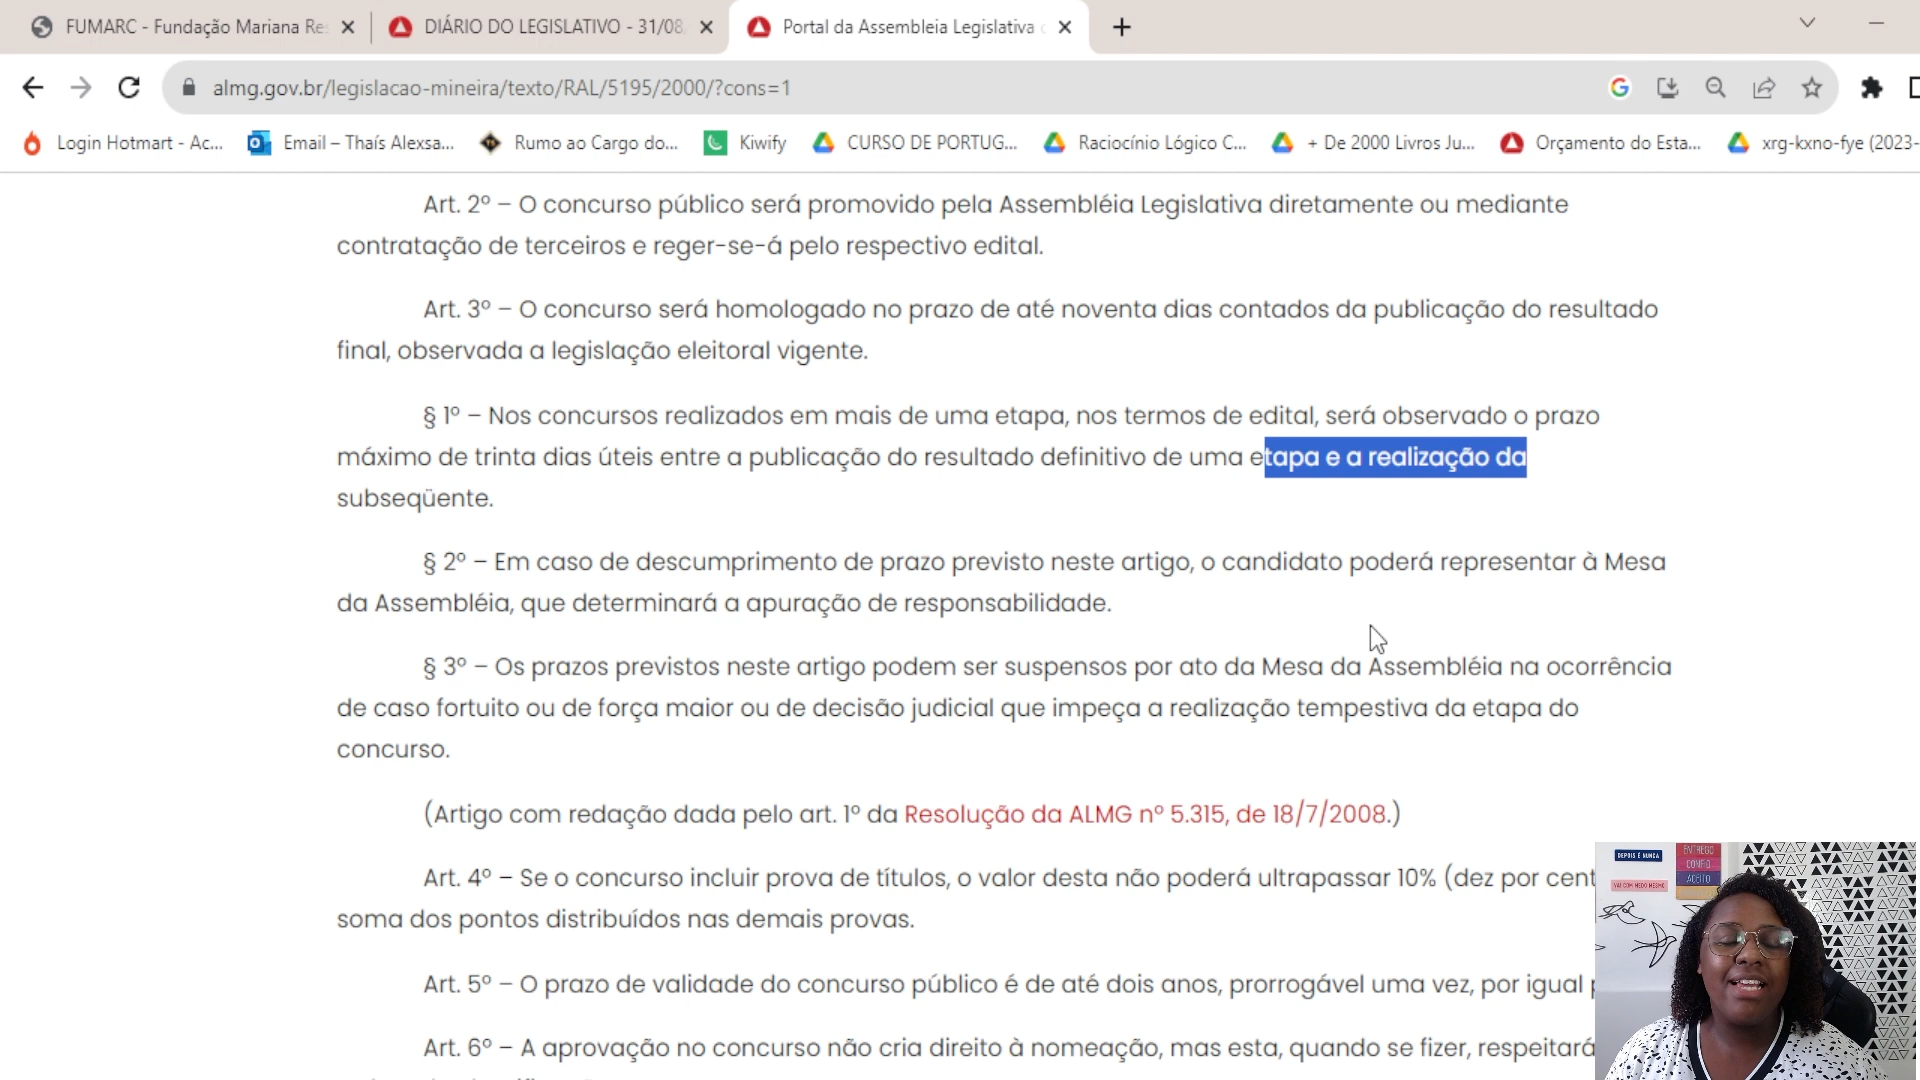 FUMARC - Fundação Mariana Re
DIÁRIO DO LEGISLATIVO - 31/08
Portal da Assembleia Legislativa
almg.gov.br/legislacao-mineira/texto/RAL/5195/2000/?cons=1
Login Hotmart - Ac...
Email – Thaís Alexsa...
Rumo ao Cargo do...
Kiwify
CURSO DE PORTUG...
Raciocínio Lógico C...
+ De 2000 Livros Ju...
Orçamento do Esta...
xrg-kxno-fye (2023-
Art. 2º – O concurso público será promovido pela Assembléia Legislativa diretamente ou mediante
contratação de terceiros e reger-se-á pelo respectivo edital.
Art. 3º – O concurso será homologado no prazo de até noventa dias contados da publicação do resultado
final, observada a legislação eleitoral vigente.
§ 1º – Nos concursos realizados em mais de uma etapa, nos termos de edital, será observado o prazo
máximo de trinta dias úteis entre a publicação do resultado definitivo de uma etapa e a realização da
subseqüente.
§ 2º – Em caso de descumprimento de prazo previsto neste artigo, o candidato poderá representar à Mesa
da Assembléia, que determinará a apuração de responsabilidade.
§ 3º – Os prazos previstos neste artigo podem ser suspensos por ato da Mesa da Assembléia na ocorrência
de caso fortuito ou de força maior ou de decisão judicial que impeça a realização tempestiva da etapa do
concurso.
(Artigo com redação dada pelo art. 1º da Resolução da ALMG nº 5.315, de 18/7/2008.)
Art. 4º – Se o concurso incluir prova de títulos, o valor desta não poderá ultrapassar 10% (dez por cent
soma dos pontos distribuídos nas demais provas.
Art. 5º – O prazo de validade do concurso público é de até dois anos, prorrogável uma vez, por igual
Art. 6º – A aprovação no concurso não cria direito à nomeação, mas esta, quando se fizer, respeitará
DEPOIS É NUNCA
VAI COM MEDO MESMO
ENTREGO
CONFIO
ACEITO